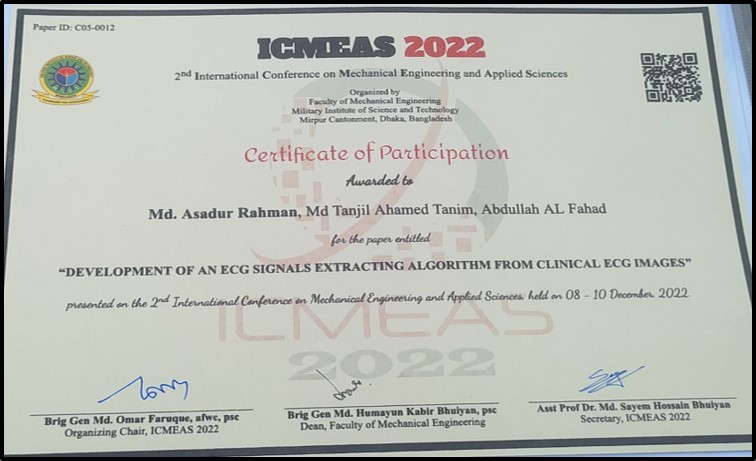 Paper ID: C05-0012
ICMEAS 2022
2nd International Conference on Mechanical Engineering and Applied Sciences
Organized by
Faculty of Mechanical Engineering
Military Institute of Science and Technology
Mirpur Cantonment, Dhaka, Bangladesh
Certificate of Participation
Awarded to
Md. Asadur Rahman, Md Tanjil Ahamed Tanim, Abdullah AL Fahad
for the paper entitled
“DEVELOPMENT OF AN ECG SIGNALS EXTRACTING ALGORITHM FROM CLINICAL ECG IMAGES”
presented on the 2nd International Conference on Mechanical Engineering and Applied Sciences, held on 08 - 10 December, 2022.
ICMEAS
2022
Brig Gen Md. Omar Faruque, afwc, psc
Organizing Chair, ICMEAS 2022
Brig Gen Md. Humayun Kabir Bhuiyan, psc
Dean, Faculty of Mechanical Engineering
Asst Prof Dr. Md. Sayem Hossain Bhuiyan
Secretary, ICMEAS 2022